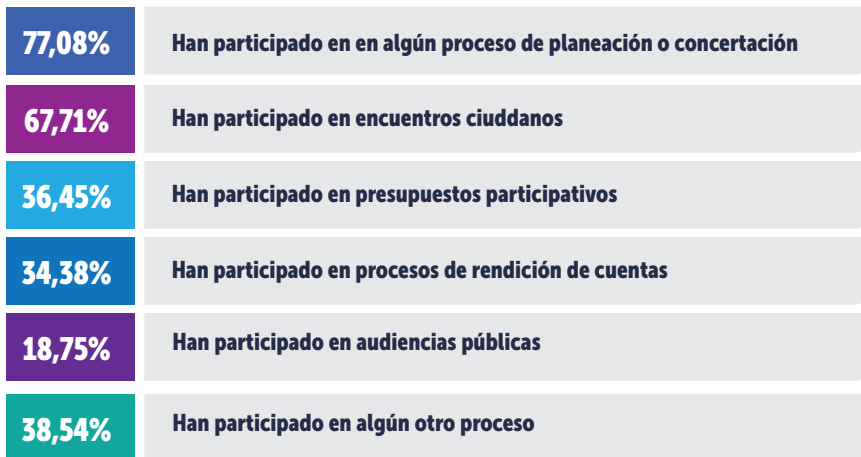 77,08% Han participado en en algún proceso de planeación o concertación
67,71% Han participado en encuentros ciuddanos
36,45% Han participado en presupuestos participativos
34,38% Han participado en procesos de rendición de cuentas
18,75% Han participado en audiencias públicas
38,54% Han participado en algún otro proceso